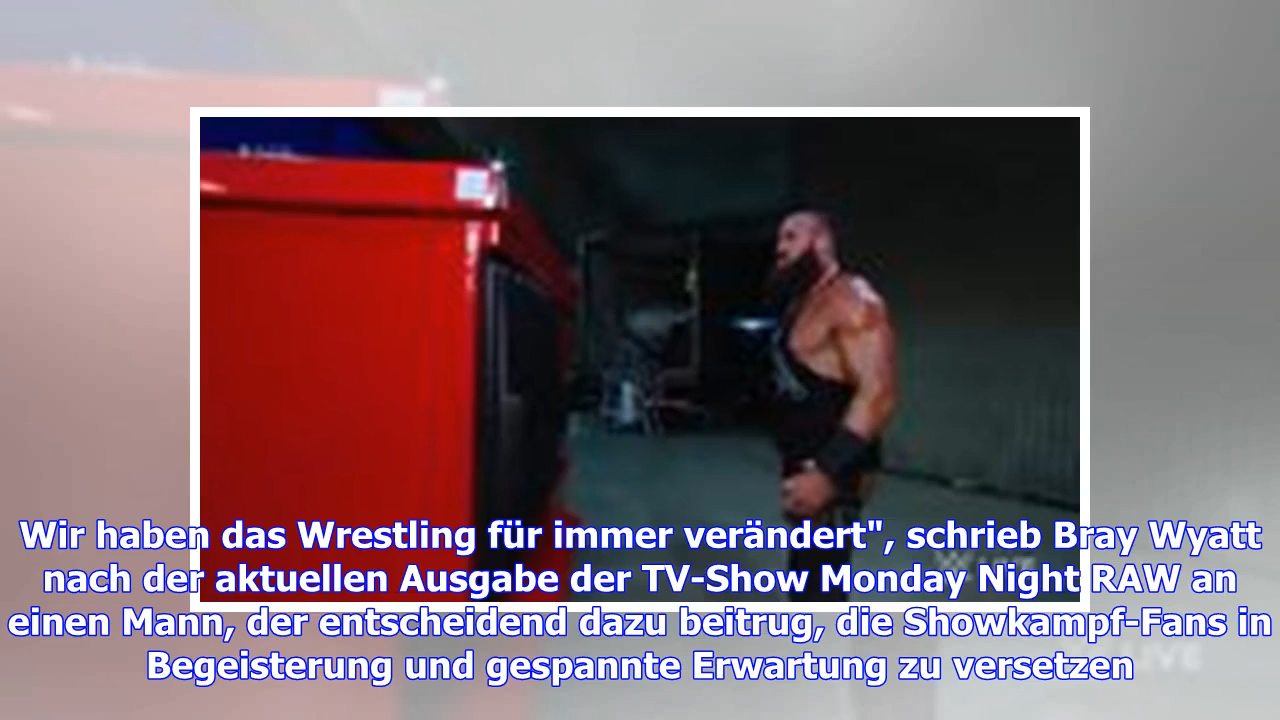 Wir haben das Wrestling für immer verändert", schrieb Bray Wyatt
nach der aktuellen Ausgabe der TV-Show Monday Night RAW an
einen Mann, der entscheidend dazu beitrug, die Showkampf-Fans in
Begeisterung und gespannte Erwartung zu versetzen
LIVE